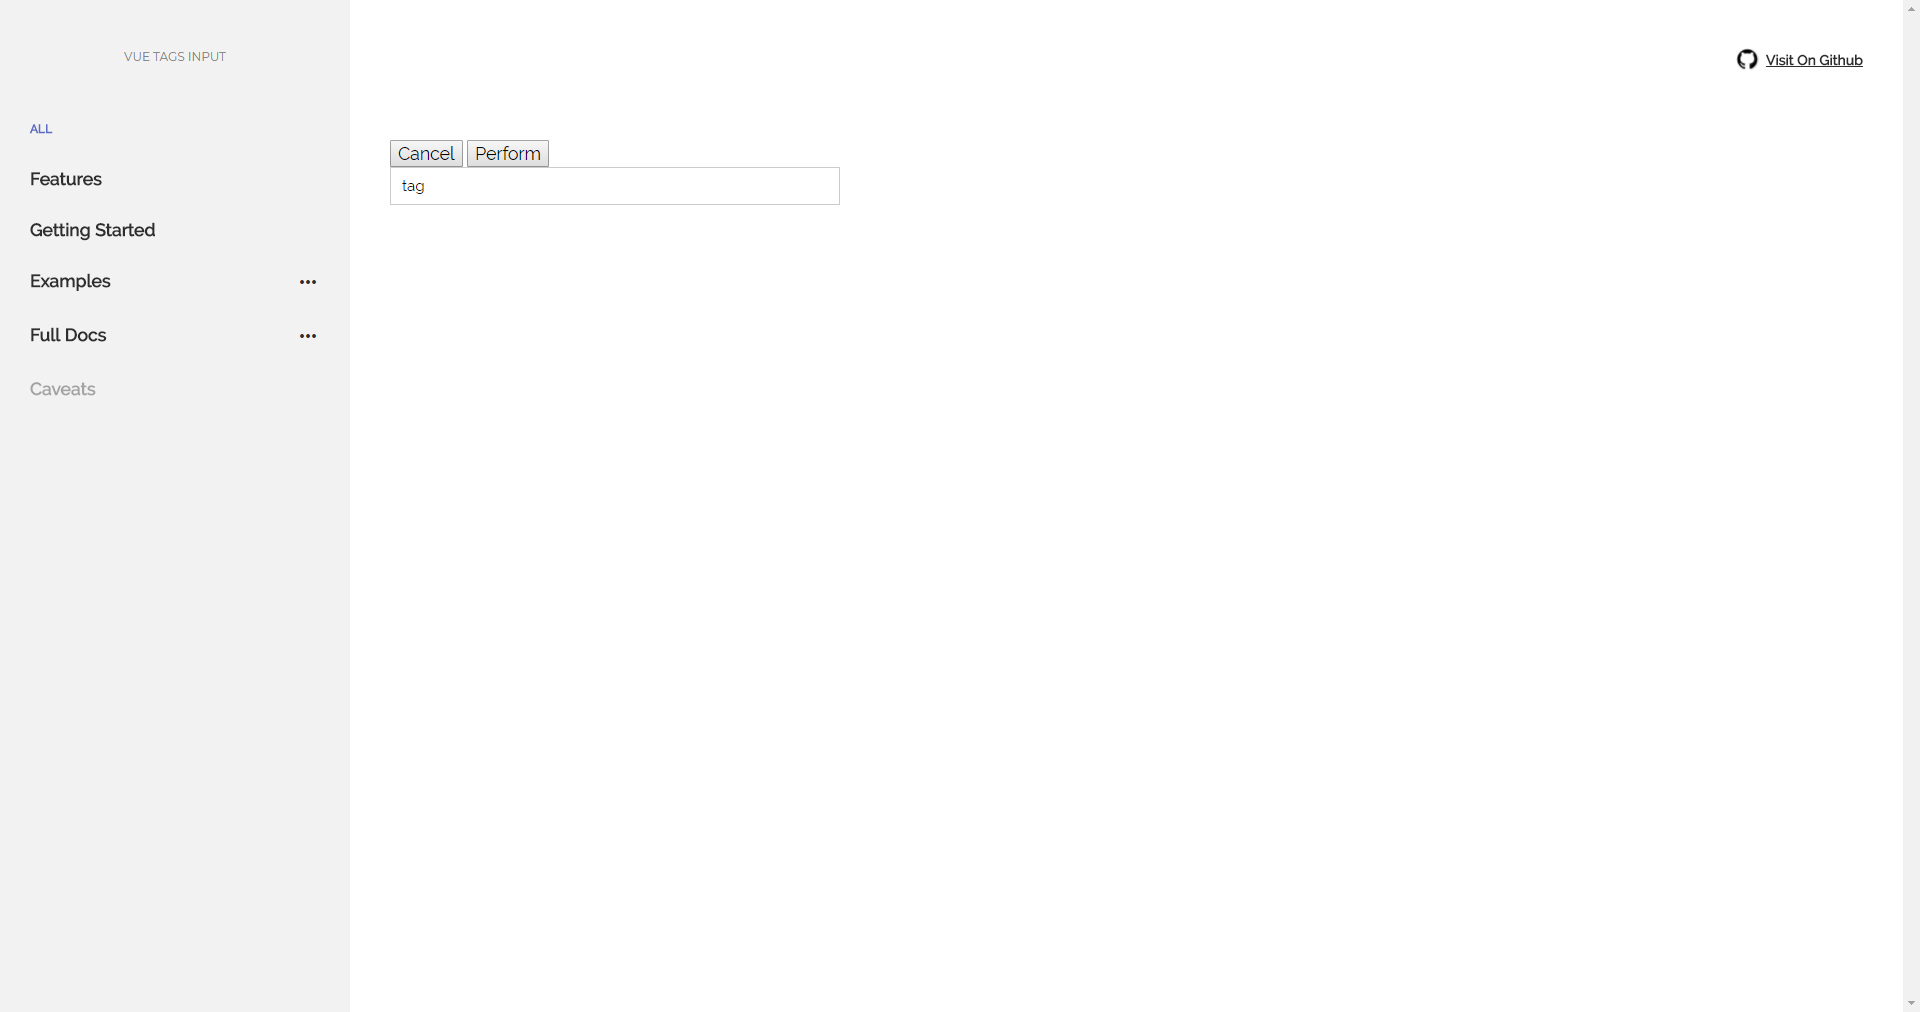 VUE TAGS INPUT
Visit On Github
ALL
Features
Getting Started
Examples
Full Docs
Caveats
Cancel Perform
tag